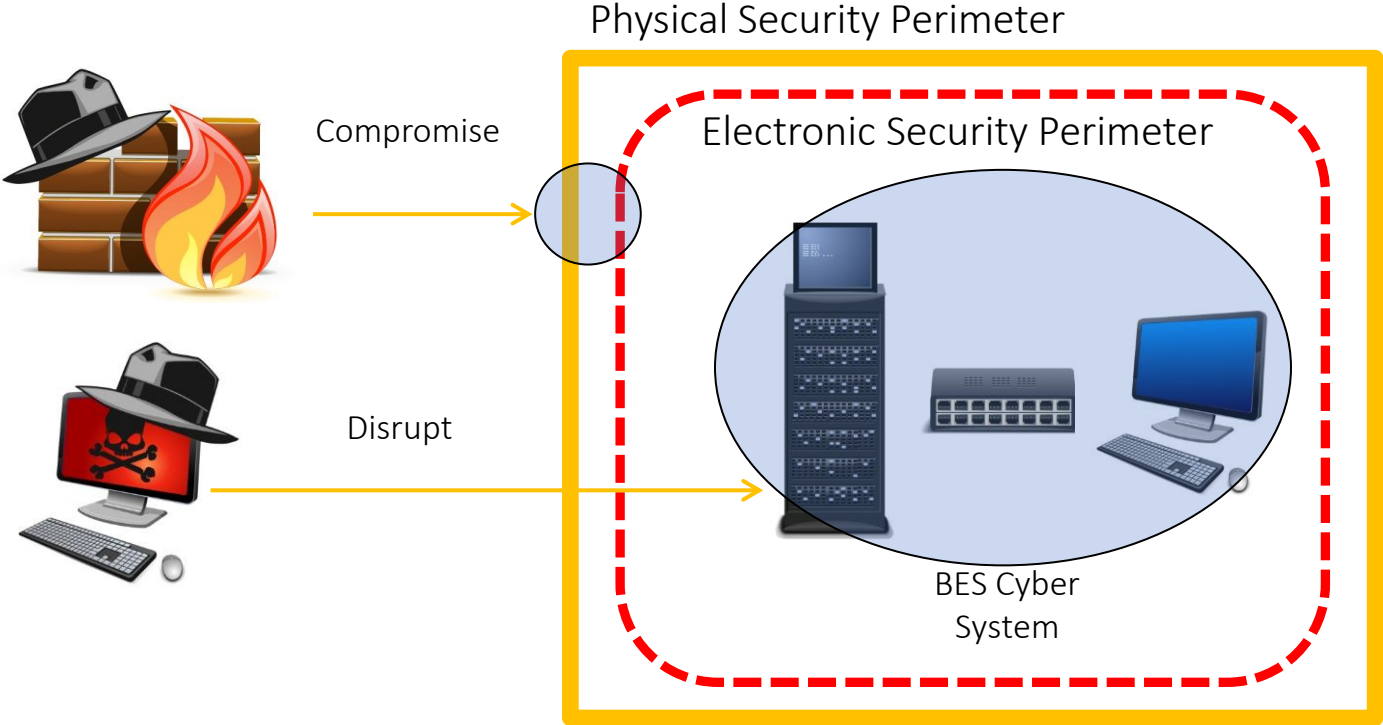 Physical Security Perimeter
Electronic Security Perimeter
Compromise
Disrupt
BES Cyber
System